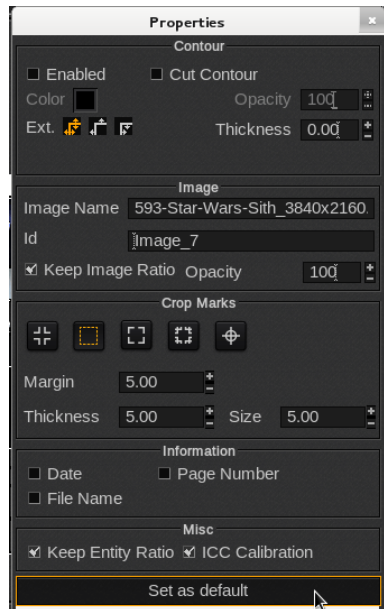 Properties
Contour
Enabled Cut Contour
Color Opacity 100
Ext. Thickness 0.00
Image
Image Name 593-Star-Wars-Sith_3840x2160.
Id Image_7
Keep Image Ratio Opacity 100
Crop Marks
Margin 5.00
Thickness 5.00 Size 5.00
Information
Date Page Number
File Name
Misc
Keep Entity Ratio ICC Calibration
Set as default